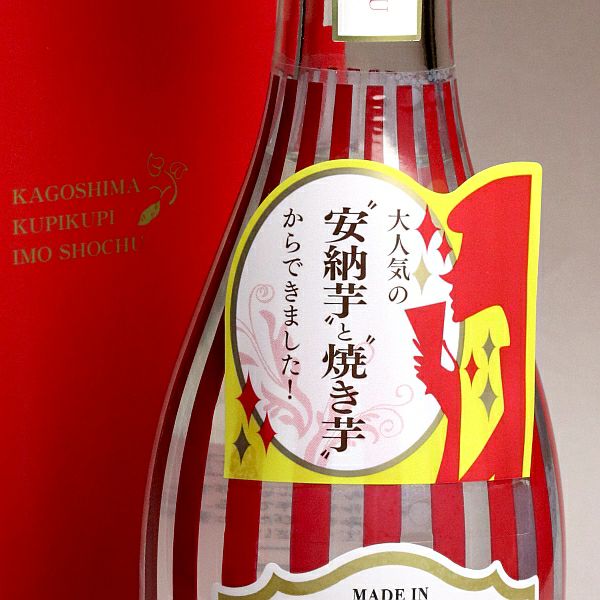 U
KAGOSHIMA
KUPIKUPI
IMO SHOCHU
大人気の
〝安納芋〟と〝焼き芋〟
からできました！
MADE IN